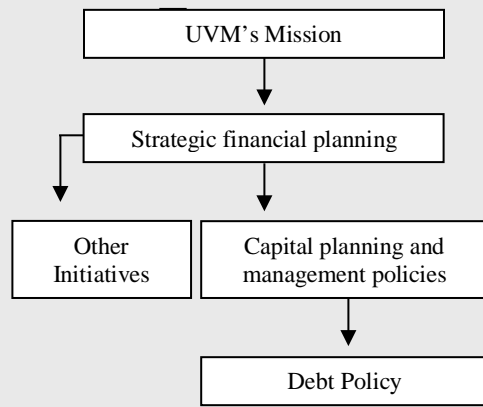 UVM's Mission
Strategic financial planning
Other
Initiatives
Capital planning and
management policies
Debt Policy